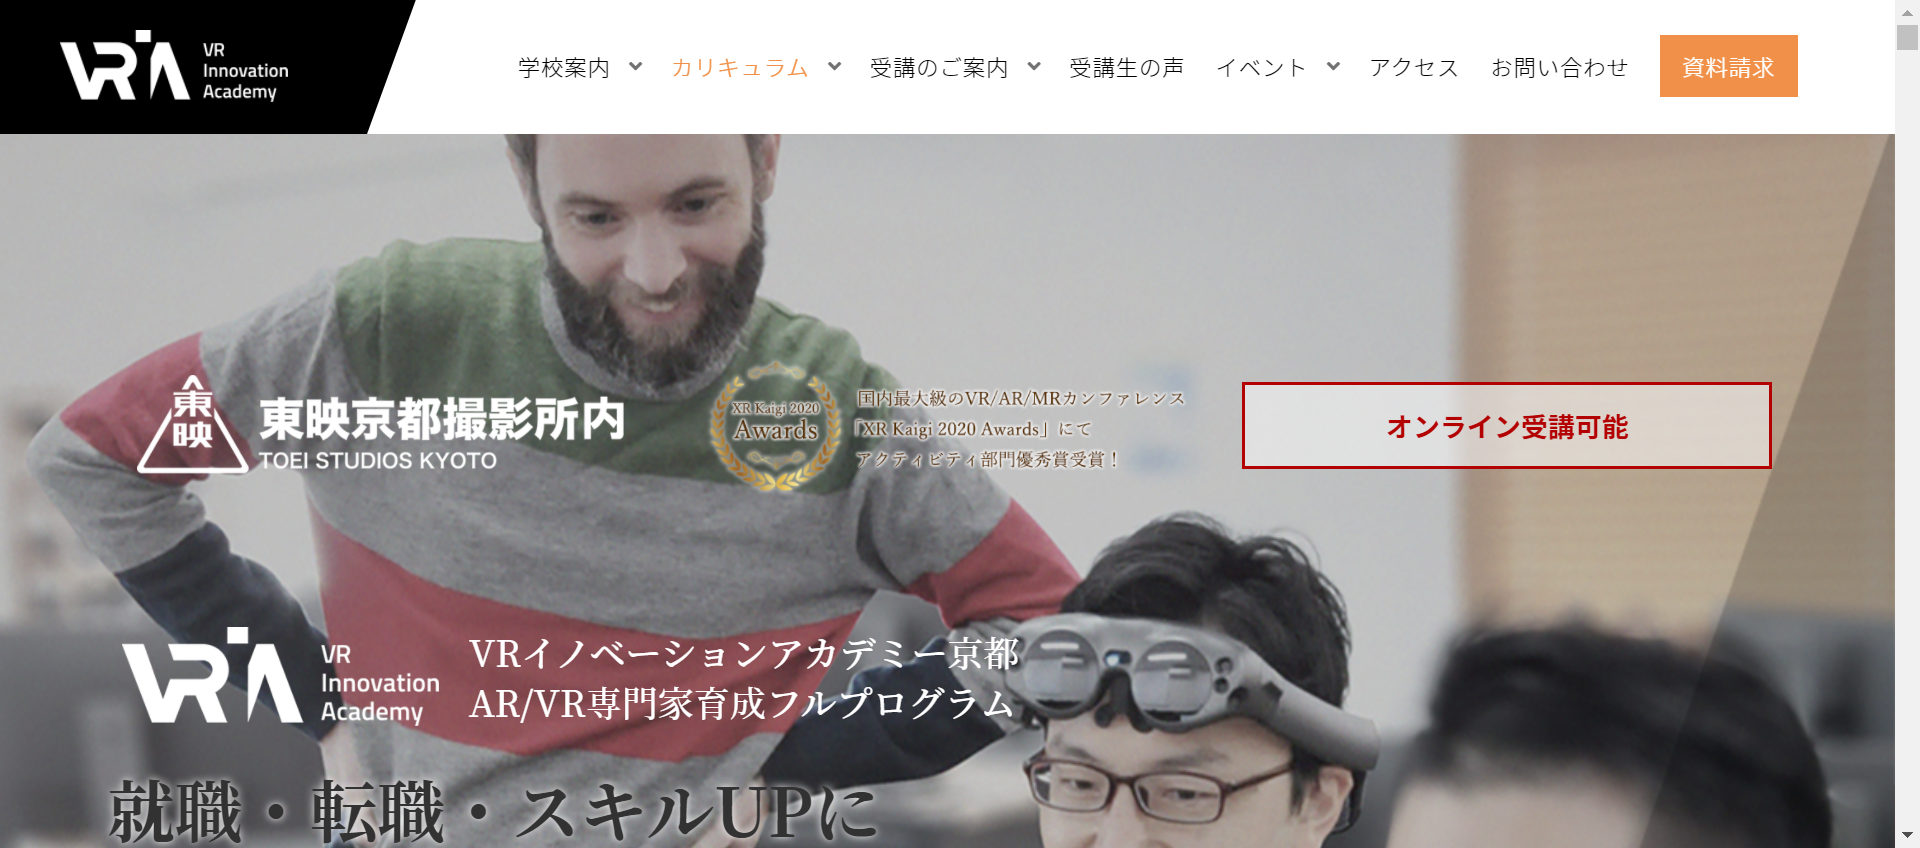 VR
Innovation
Academy
学校案内
カリキュラム
受講のご案内
受講生の声
イベント
アクセス
お問い合わせ
資料請求
東映
東映京都撮影所内
TOEI STUDIOS KYOTO
XR Kaigi 2020
Awards
国内最大級のVR/AR/MRカンファレンス
「XR Kaigi 2020 Awards」にて
アクティビティ部門優秀賞受賞！
オンライン受講可能
VR
Innovation
Academy
VRイノベーションアカデミー京都
AR/VR専門家育成フルプログラム
就職・転職・スキルUPに